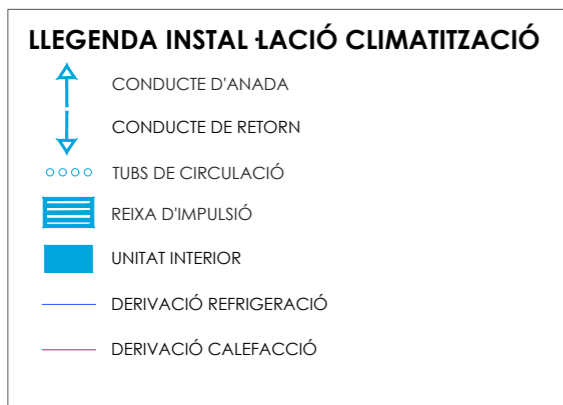 LLEGENDA INSTAL·LACIÓ CLIMATITZACIÓ
CONDUCTE D'ANADA
CONDUCTE DE RETORN
TUBS DE CIRCULACIÓ
REIXA D'IMPULSIÓ
UNITAT INTERIOR
DERIVACIÓ REFRIGERACIÓ
DERIVACIÓ CALEFACCIÓ